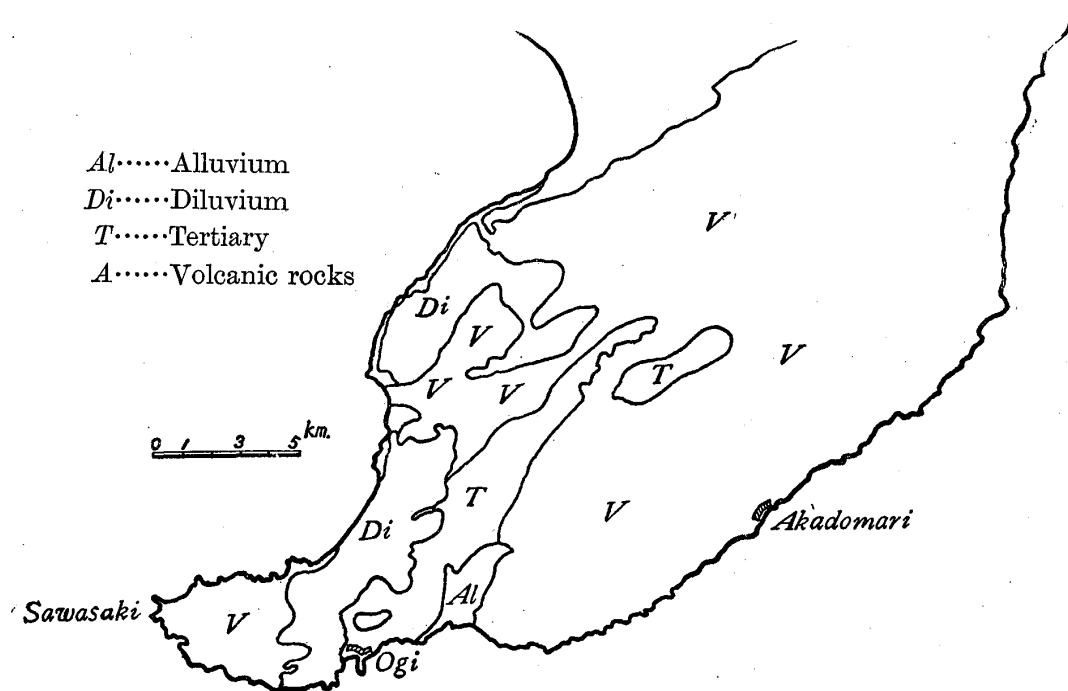 Al······Alluvium
Di······Diluvium
T······Tertiary
A······Volcanic rocks
V
Di
V
V
T
V
V
0 1 3 5 km.
T
V
Di
Akadomari
Al
Sawasaki
V
Ogi